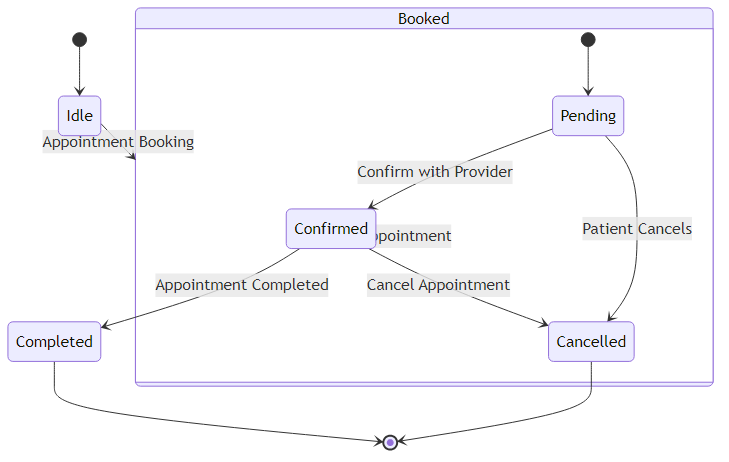 Booked
Idle
Pending
Appointment Booking
Confirm with Provider
Confirmed
Patient Cancels
Appointment Completed
Cancel Appointment
Completed
Cancelled